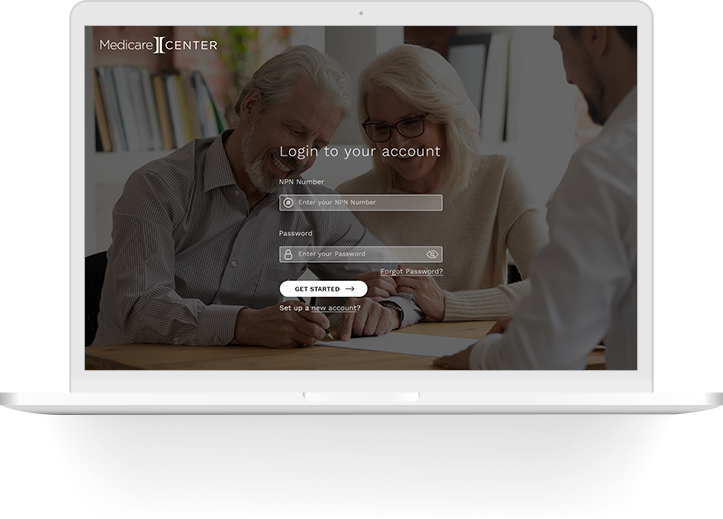 Medicare CENTER
Login to your account
NPN Number
Enter your NPN Number
Password
Enter your Password
Forgot Password?
GET STARTED
Set up a new account?